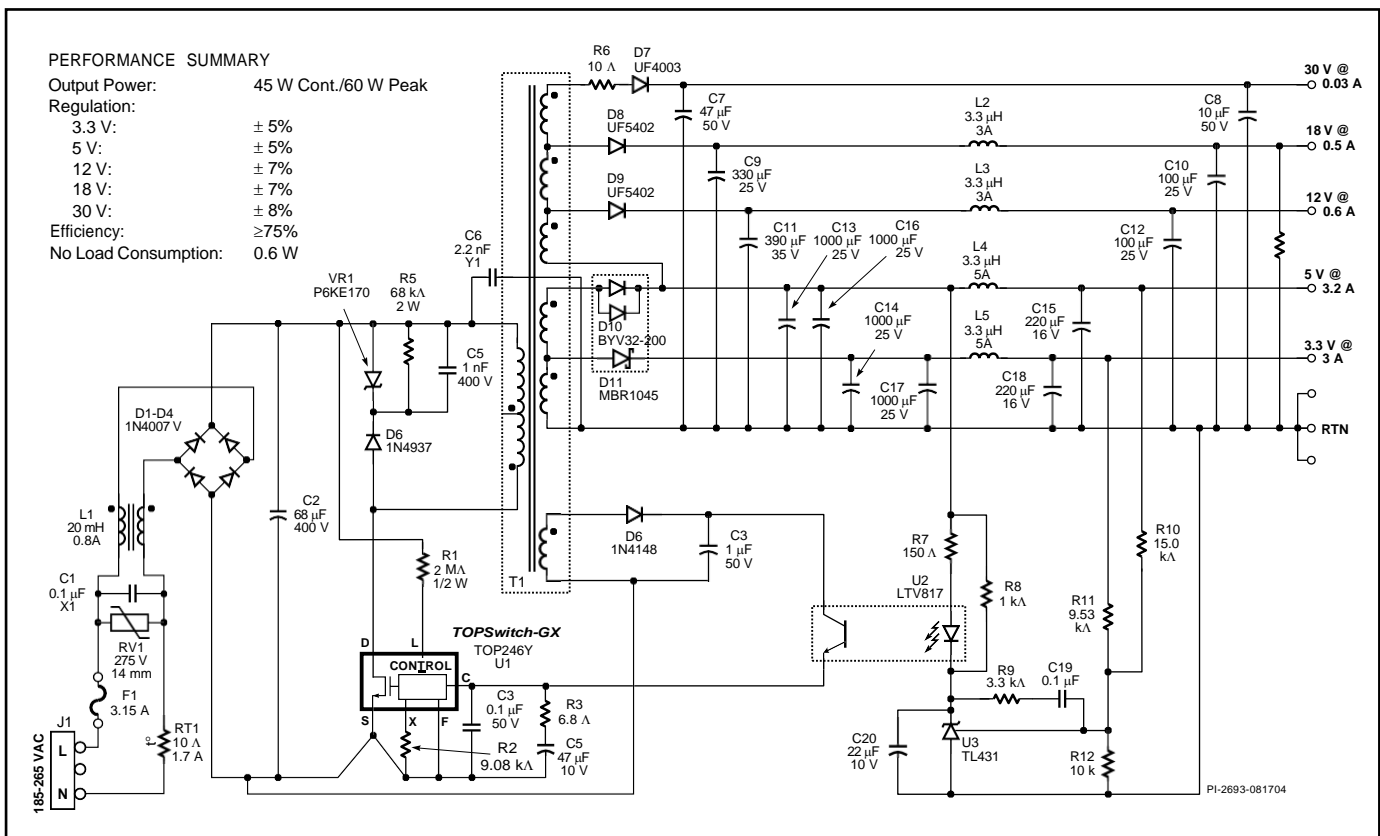 PERFORMANCE SUMMARY
Output Power: 45 W Cont./60 W Peak
Regulation:
3.3 V: ± 5%
5 V: ± 5%
12 V: ± 7%
18 V: ± 7%
30 V: ± 8%
Efficiency: ≥75%
No Load Consumption: 0.6 W
R6
10 Λ
D7
UF4003
C7
47 µF
50 V
D8
UF5402
C9
330 µF
25 V
D9
UF5402
L2
3.3 µH
3A
C8
10 µF
50 V
30 V @
0.03 A
18 V @
0.5 A
L3
3.3 µH
3A
C10
100 µF
25 V
12 V @
0.6 A
C6
2.2 nF
Y1
C11
390 µF
35 V
C13
1000 µF
25 V
C16
1000 µF
25 V
L4
3.3 µH
5A
C12
100 µF
25 V
5 V @
3.2 A
VR1
P6KE170
R5
68 kΛ
2 W
C5
1 nF
400 V
D10
BYV32-200
D11
MBR1045
C14
1000 µF
25 V
L5
3.3 µH
5A
C15
220 µF
16 V
C17
1000 µF
25 V
C18
220 µF
16 V
3.3 V @
3 A
RTN
D1-D4
1N4007 V
D6
1N4937
L1
20 mH
0.8A
C2
68 µF
400 V
C1
0.1 µF
X1
RV1
275 V
14 mm
F1
3.15 A
J1
L
N
185-265 VAC
t°
RT1
10 Λ
1.7 A
R1
2 MΛ
1/2 W
T1
D6
1N4148
C3
1 µF
50 V
R7
150 Λ
R8
1 kΛ
R10
15.0
kΛ
R11
9.53
kΛ
U2
LTV817
D
L
TOPSwitch-GX
TOP246Y
U1
CONTROL
C
S
X
F
C3
0.1 µF
50 V
R3
6.8 Λ
C5
47 µF
10 V
R2
9.08 kΛ
R9
3.3 kΛ
C19
0.1 µF
C20
22 µF
10 V
U3
TL431
R12
10 k
PI-2693-081704